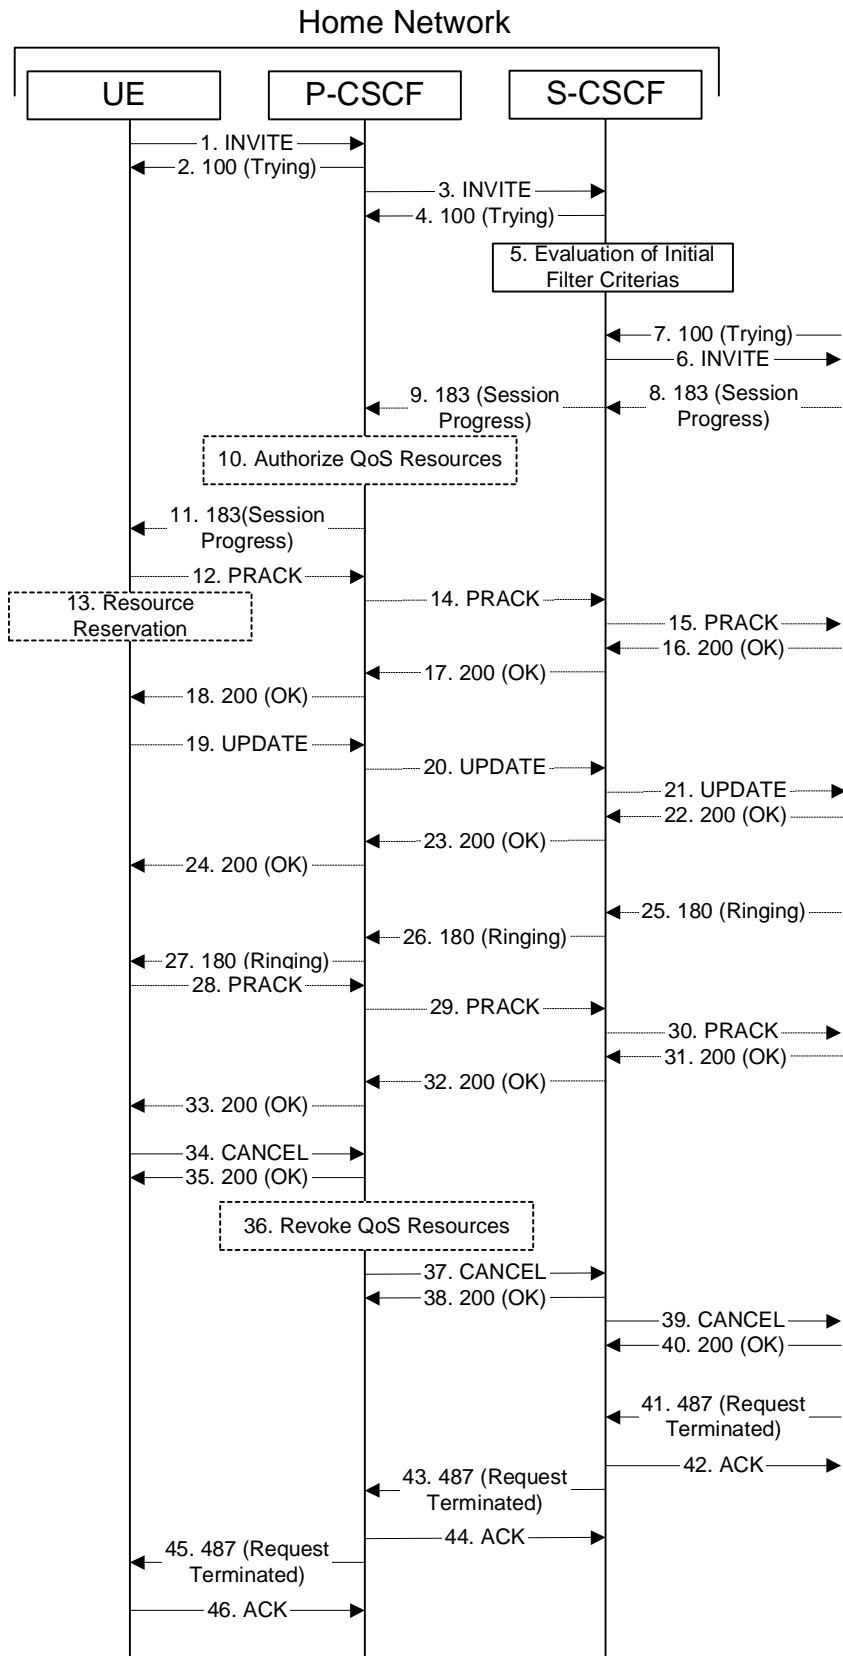 Home Network
UE
P-CSCF
S-CSCF
1. INVITE
2. 100 (Trying)
3. INVITE
4. 100 (Trying)
5. Evaluation of Initial
Filter Criterias
7. 100 (Trying)
6. INVITE
9. 183 (Session
Progress)
8. 183 (Session
Progress)
10. Authorize QoS Resources
11. 183(Session
Progress)
12. PRACK
13. Resource
Reservation
14. PRACK
15. PRACK
16. 200 (OK)
17. 200 (OK)
18. 200 (OK)
19. UPDATE
20. UPDATE
21. UPDATE
22. 200 (OK)
23. 200 (OK)
24. 200 (OK)
25. 180 (Ringing)
26. 180 (Ringing)
27. 180 (Ringing)
28. PRACK
29. PRACK
30. PRACK
31. 200 (OK)
32. 200 (OK)
33. 200 (OK)
34. CANCEL
35. 200 (OK)
36. Revoke QoS Resources
37. CANCEL
38. 200 (OK)
39. CANCEL
40. 200 (OK)
41. 487 (Request
Terminated)
42. ACK
43. 487 (Request
Terminated)
44. ACK
45. 487 (Request
Terminated)
46. ACK